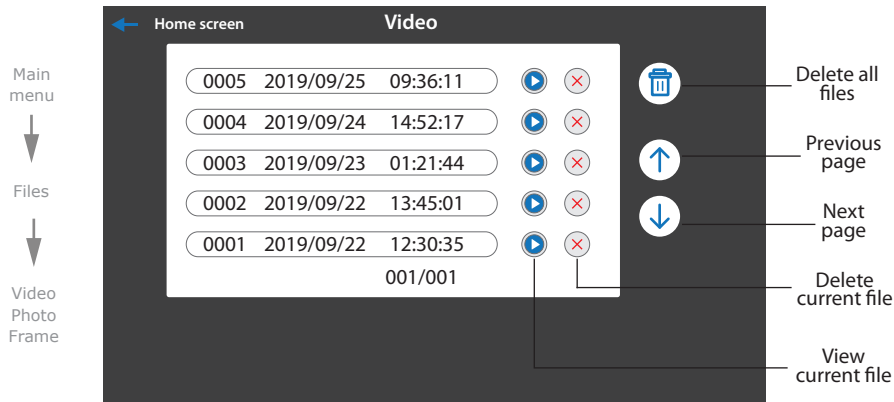 Home screen
Video
Main
menu
Files
Video
Photo
Frame
0005 2019/09/25 09:36:11
0004 2019/09/24 14:52:17
0003 2019/09/23 01:21:44
0002 2019/09/22 13:45:01
0001 2019/09/22 12:30:35
001/001
Delete all
files
Previous
page
Next
page
Delete
current file
View
current file